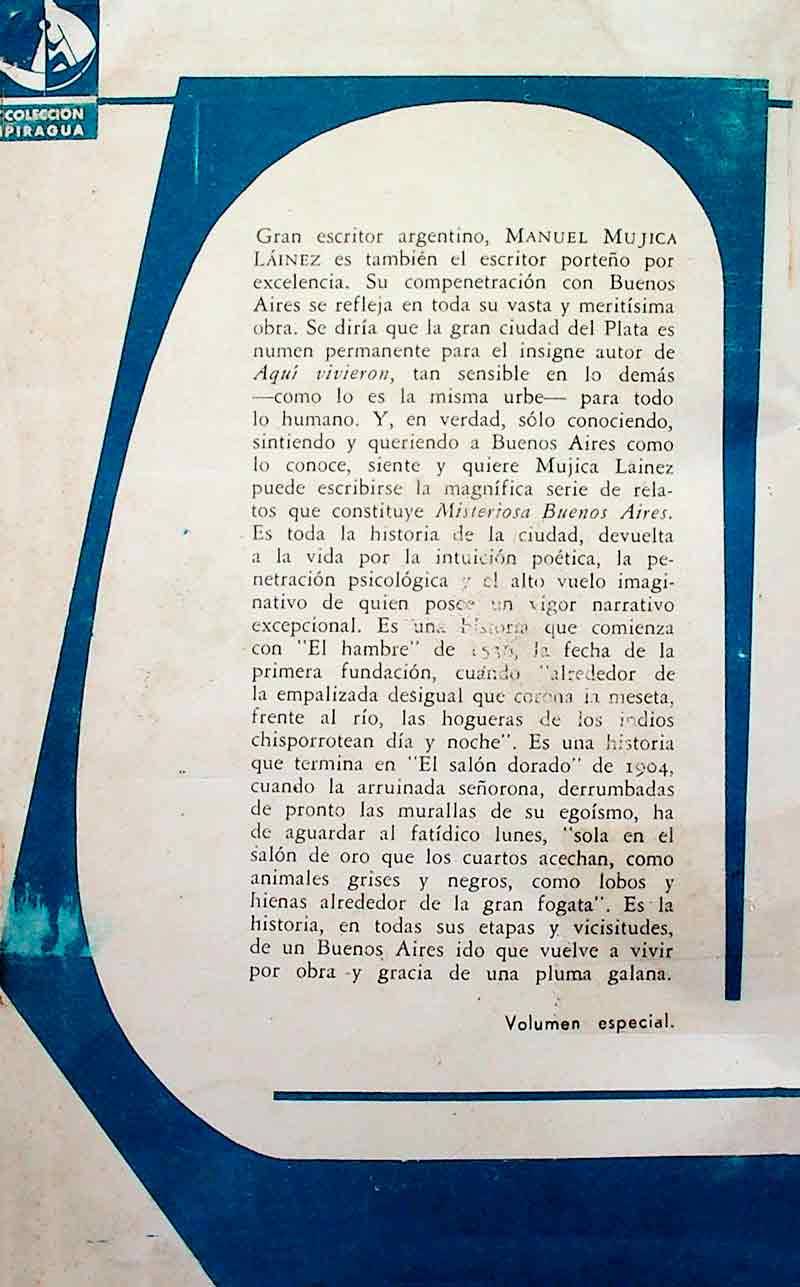 COLECCION
PIRAGUA
Gran escritor argentino, MANUEL MUJICA
LÁINEZ es también el escritor porteño por
excelencia. Su compenetración con Buenos
Aires se refleja en toda su vasta y meritísima
obra. Se diría que la gran ciudad del Plata es
numen permanente para el insigne autor de
Aquí vivieron, tan sensible en lo demás
—como lo es la misma urbe— para todo
lo humano. Y, en verdad, sólo conociendo,
sintiendo y queriendo a Buenos Aires como
lo conoce, siente y quiere Mujica Lainez
puede escribirse la magnífica serie de rela-
tos que constituye Misteriosa Buenos Aires.
Es toda la historia de la ciudad, devuelta
a la vida por la intuición poética, la pe-
netración psicológica y el alto vuelo imagi-
nativo de quien posee un vigor narrativo
excepcional. Es una historia que comienza
con "El hambre" de 1536, la fecha de la
primera fundación, cuando "alrededor de
la empalizada desigual que corona la meseta,
frente al río, las hogueras de los indios
chisporrotean día y noche". Es una historia
que termina en "El salón dorado" de 1904,
cuando la arruinada señorona, derrumbadas
de pronto las murallas de su egoísmo, ha
de aguardar al fatídico lunes, "sola en el
salón de oro que los cuartos acechan, como
animales grises y negros, como lobos y
hienas alrededor de la gran fogata". Es la
historia, en todas sus etapas y vicisitudes,
de un Buenos Aires ido que vuelve a vivir
por obra y gracia de una pluma galana.
Volumen especial.